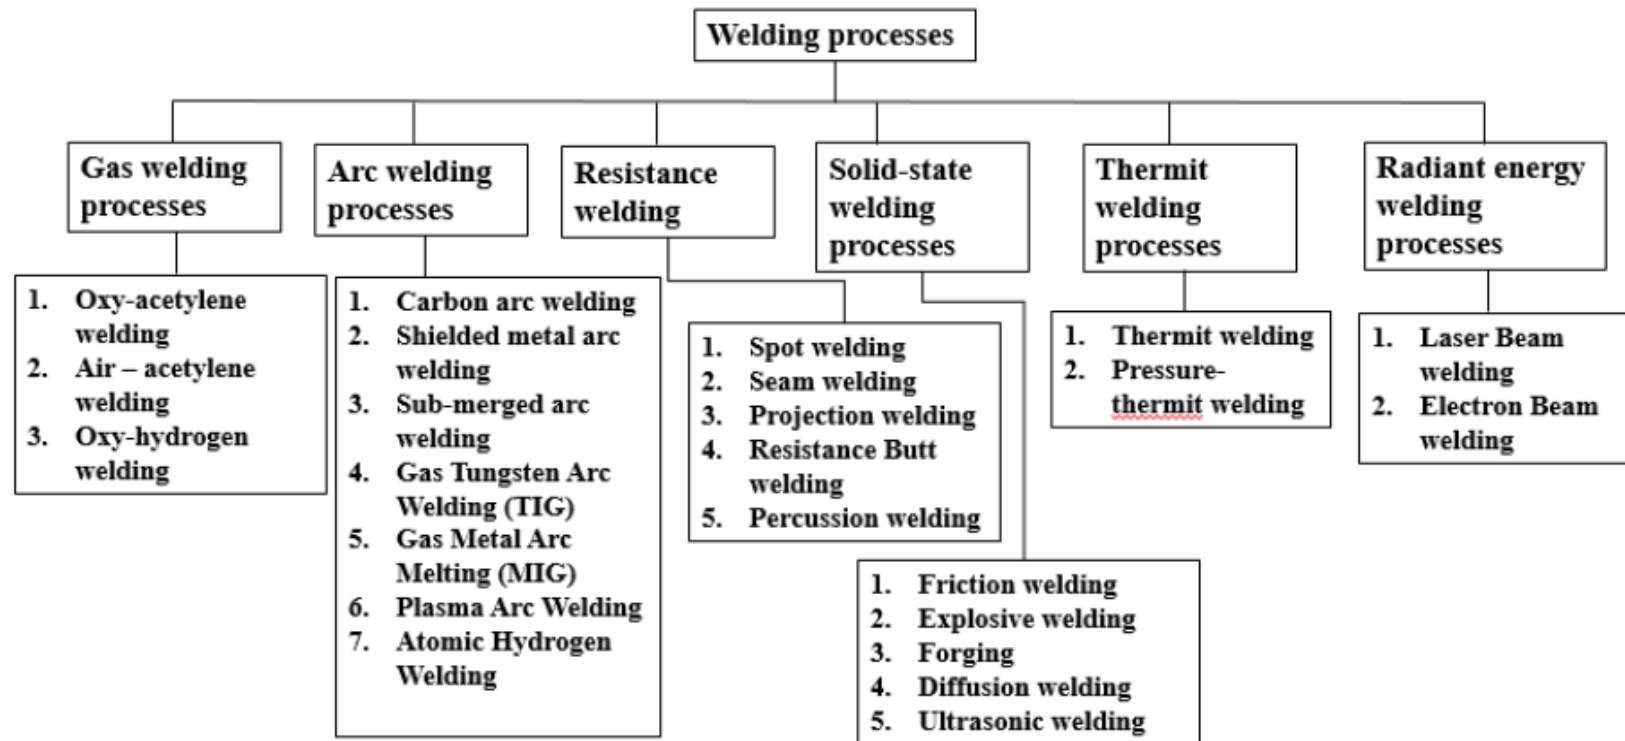 Welding processes
Gas welding
processes
Arc welding
processes
Resistance
welding
Solid-state
welding
processes
Thermit
welding
processes
Radiant energy
welding
processes
1. Oxy-acetylene
welding
2. Air – acetylene
welding
3. Oxy-hydrogen
welding
1. Carbon arc welding
2. Shielded metal arc
welding
3. Sub-merged arc
welding
4. Gas Tungsten Arc
Welding (TIG)
5. Gas Metal Arc
Melting (MIG)
6. Plasma Arc Welding
7. Atomic Hydrogen
Welding
1. Spot welding
2. Seam welding
3. Projection welding
4. Resistance Butt
welding
5. Percussion welding
1. Friction welding
2. Explosive welding
3. Forging
4. Diffusion welding
5. Ultrasonic welding
1. Thermit welding
2. Pressure-
thermit welding
1. Laser Beam
welding
2. Electron Beam
welding